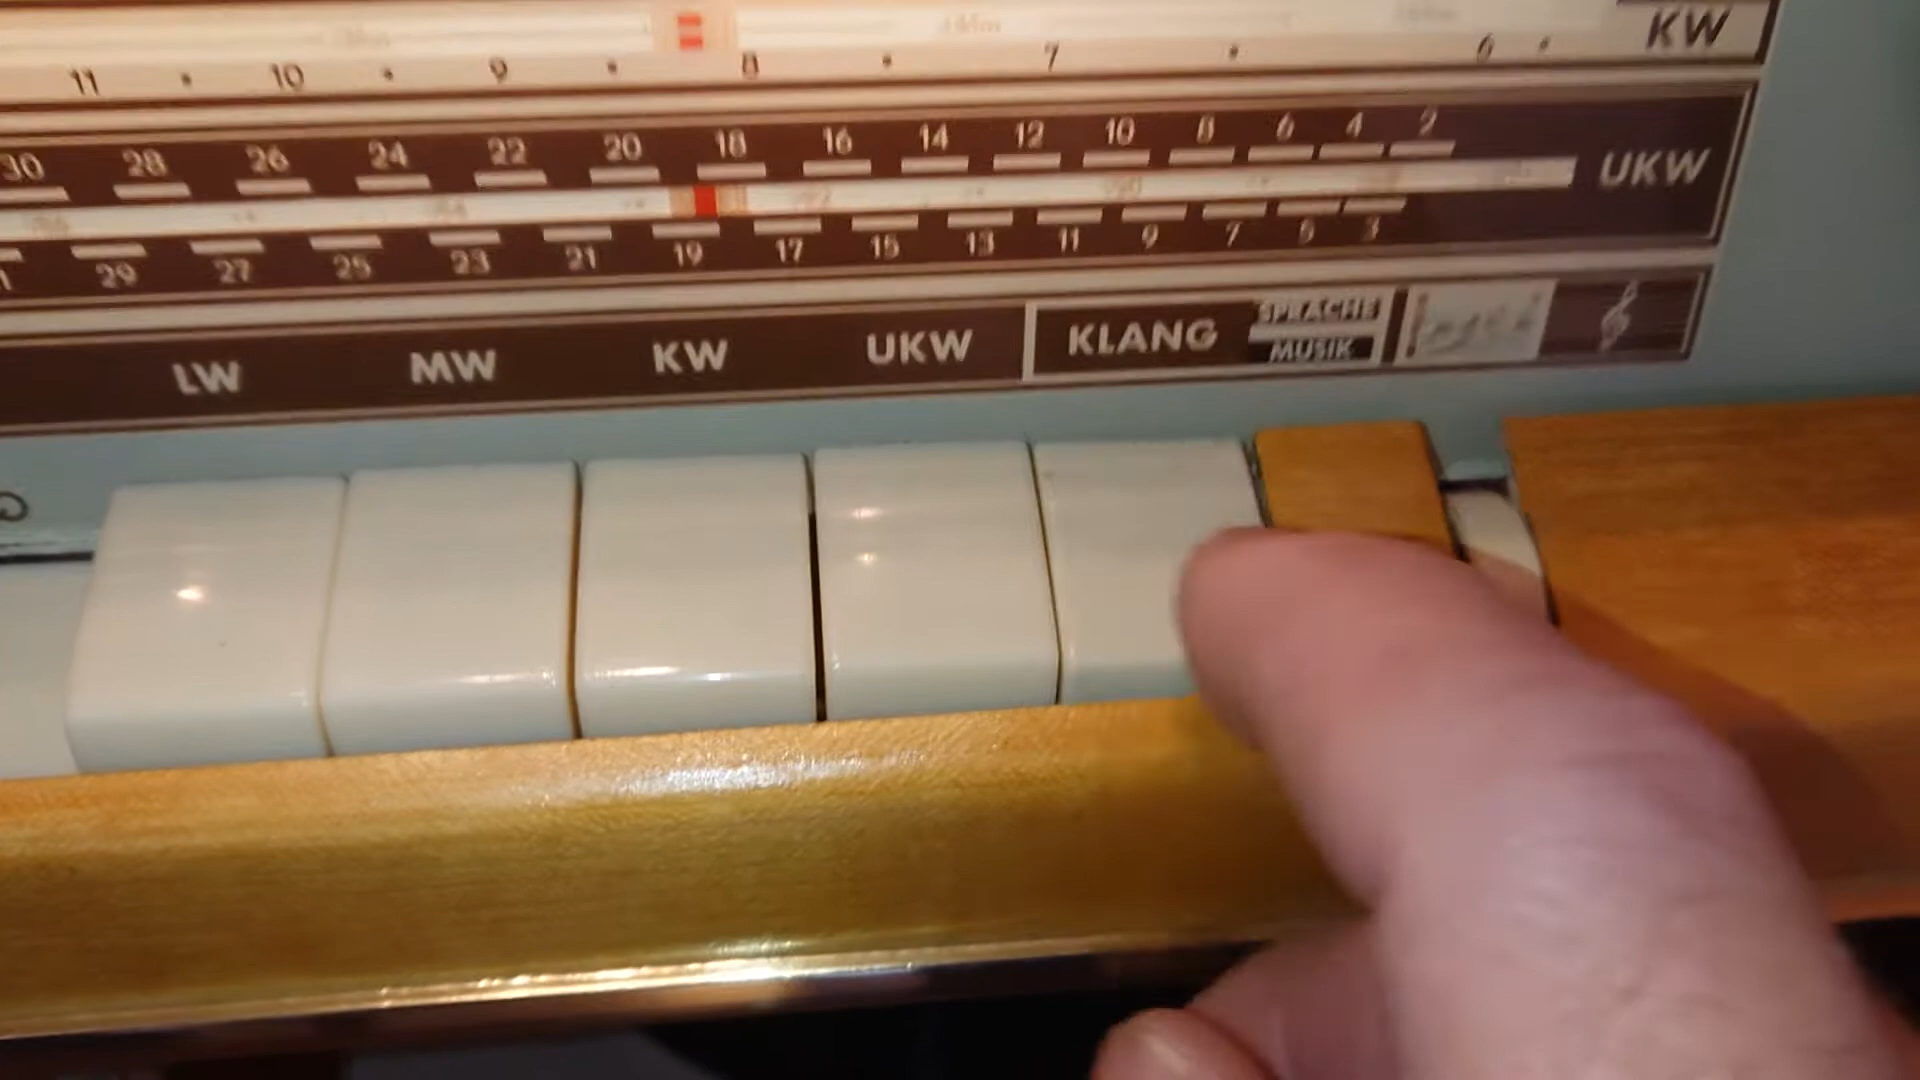 KW
11 10 9 8 7 6
30 28 26 24 22 20 18 16 14 12 10 8 6 4 2
UKW
29 27 25 23 21 19 17 15 13 11 9 7 5 3
LW MW KW UKW KLANG SPRACHE
MUSIK